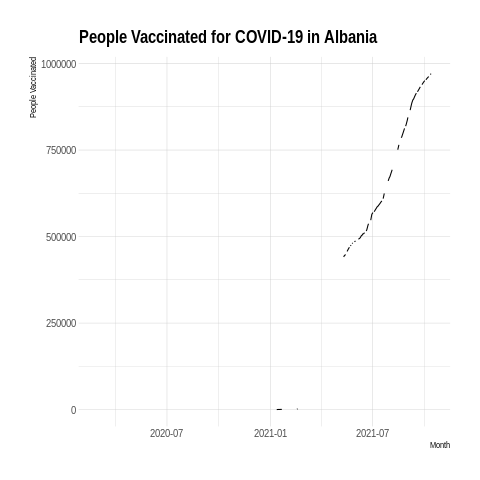 People Vaccinated for COVID-19 in Albania
People Vaccinated
1000000
750000
500000
250000
0
2020-07
2021-01
2021-07
Month